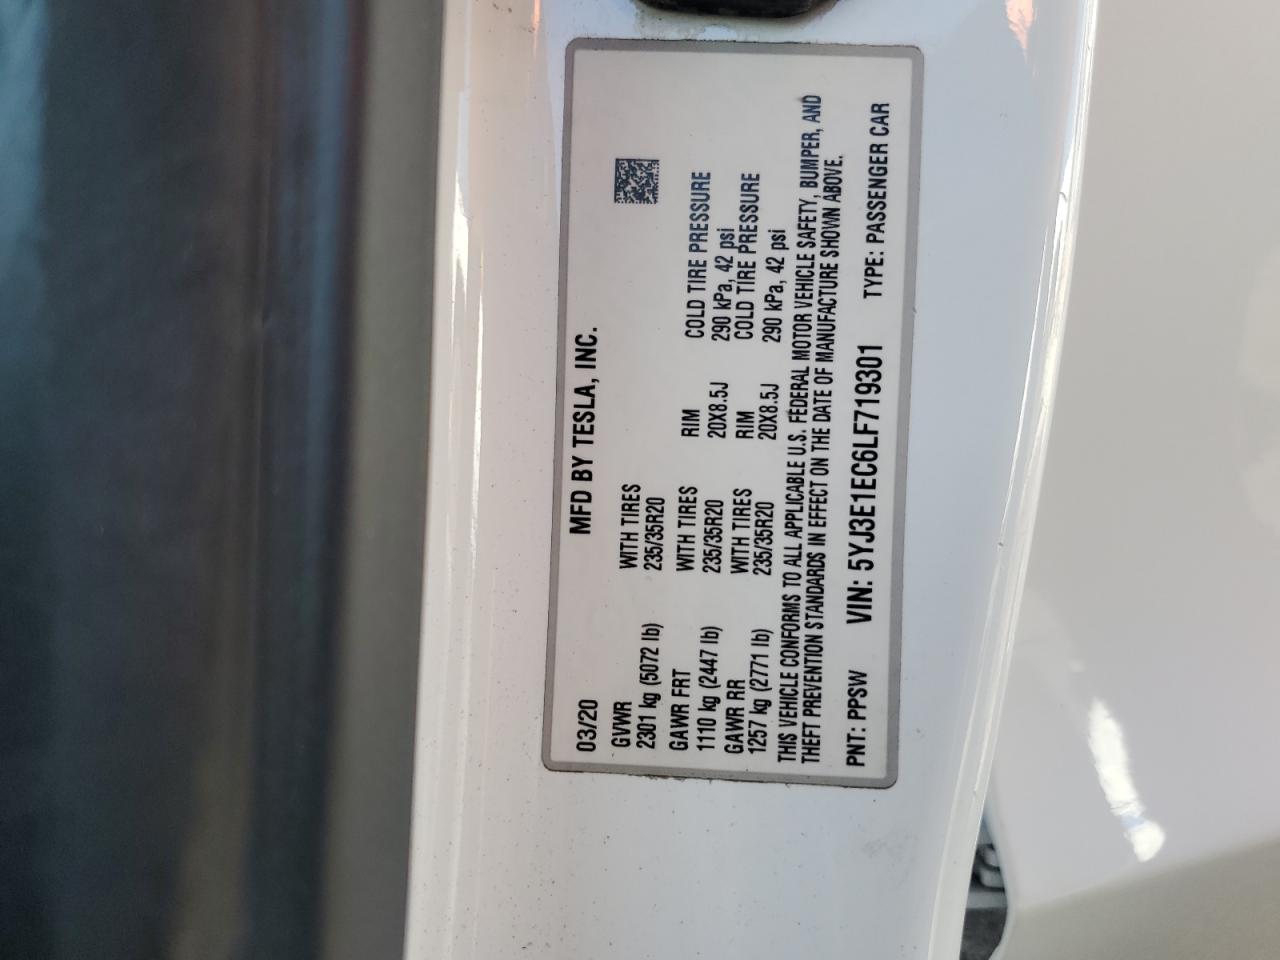 03/20 MFD BY TESLA, INC.
GVWR WITH TIRES
2301 kg (5072 lb) 235/35R20
GAWR FRT WITH TIRES RIM COLD TIRE PRESSURE
1110 kg (2447 lb) 235/35R20 20X8.5J 290 kPa, 42 psi
GAWR RR WITH TIRES RIM COLD TIRE PRESSURE
1257 kg (2771 lb) 235/35R20 20X8.5J 290 kPa, 42 psi
THIS VEHICLE CONFORMS TO ALL APPLICABLE U.S. FEDERAL MOTOR VEHICLE SAFETY, BUMPER, AND
THEFT PREVENTION STANDARDS IN EFFECT ON THE DATE OF MANUFACTURE SHOWN ABOVE.
PNT: PPSW VIN: 5YJ3E1EC6LF719301 TYPE: PASSENGER CAR